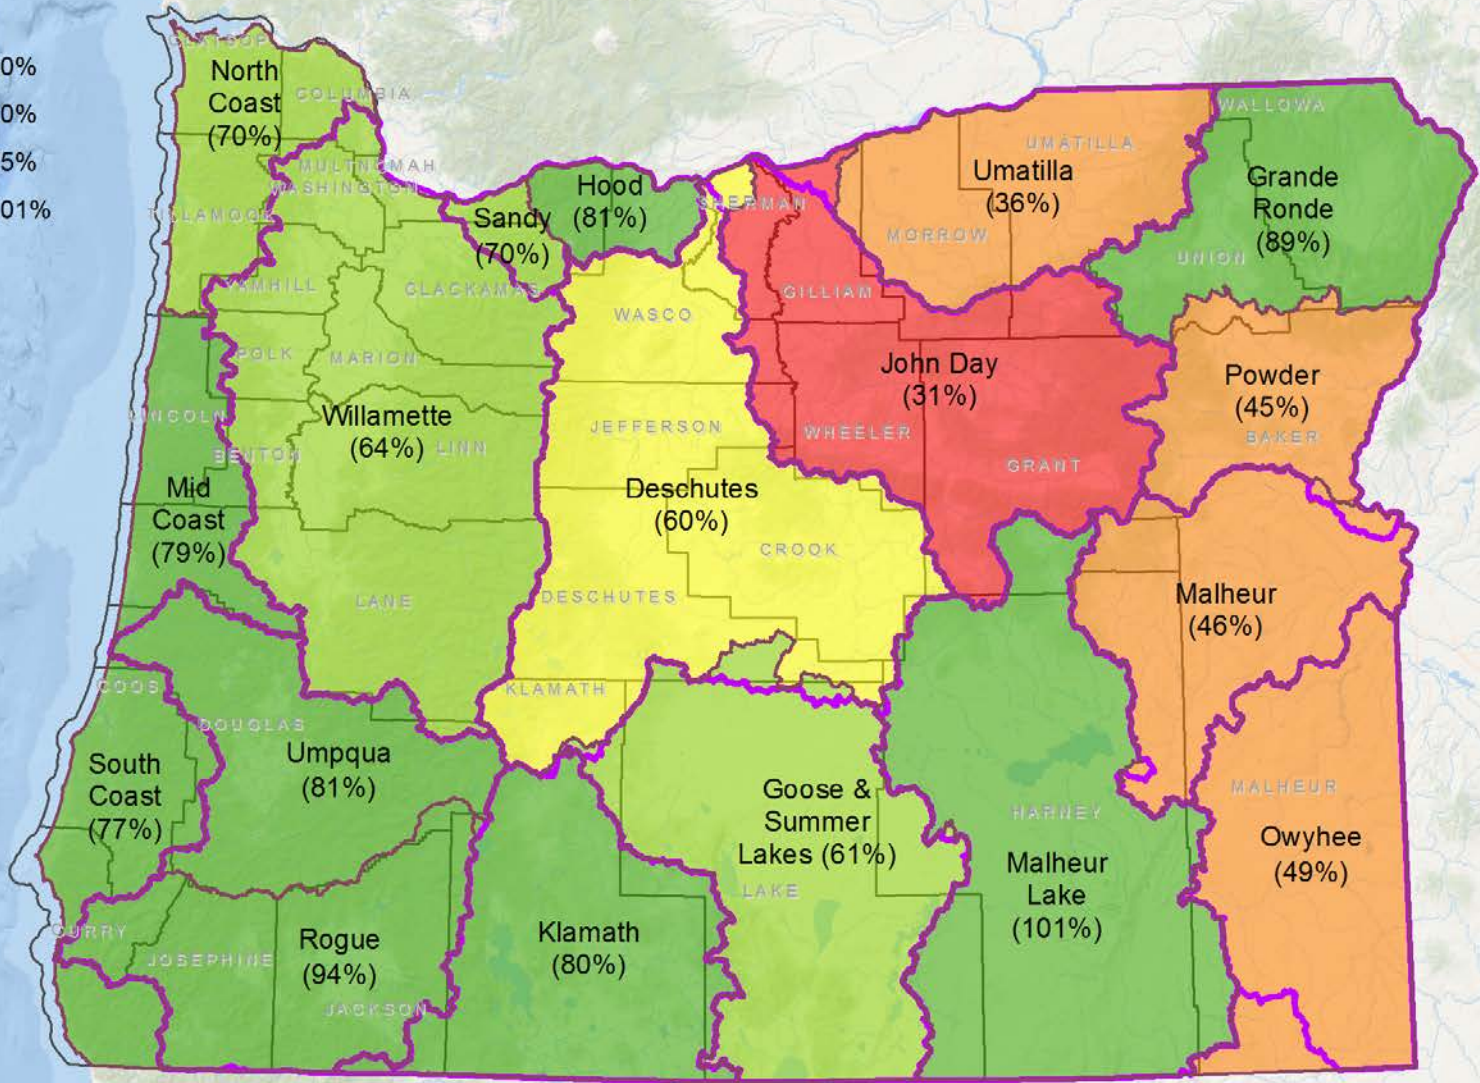 0%
0%
5%
01%
CLATSOP
North
Coast
(70%)
COLUMBIA
MULTNOMAH
WASHINGTON
TILLAMOOK
Hood
(81%)
Sandy
(70%)
SHERMAN
UMATILLA
Umatilla
(36%)
MORROW
WALLOWA
Grande
Ronde
(89%)
UNION
YAMHILL
CLACKAMAS
WASCO
GILLIAM
POLK
MARION
John Day
(31%)
Powder
(45%)
BAKER
LINCOLN
Willamette
(64%)
BENTON
LINN
JEFFERSON
WHEELER
GRANT
Mid
Coast
(79%)
Deschutes
(60%)
CROOK
LANE
DESCHUTES
Malheur
(46%)
COOS
KLAMATH
DOUGLAS
Umpqua
(81%)
South
Coast
(77%)
Goose &
Summer
Lakes (61%)
LAKE
HARNEY
Malheur
Lake
(101%)
MALHEUR
Owyhee
(49%)
CURRY
JOSEPHINE
Rogue
(94%)
JACKSON
Klamath
(80%)